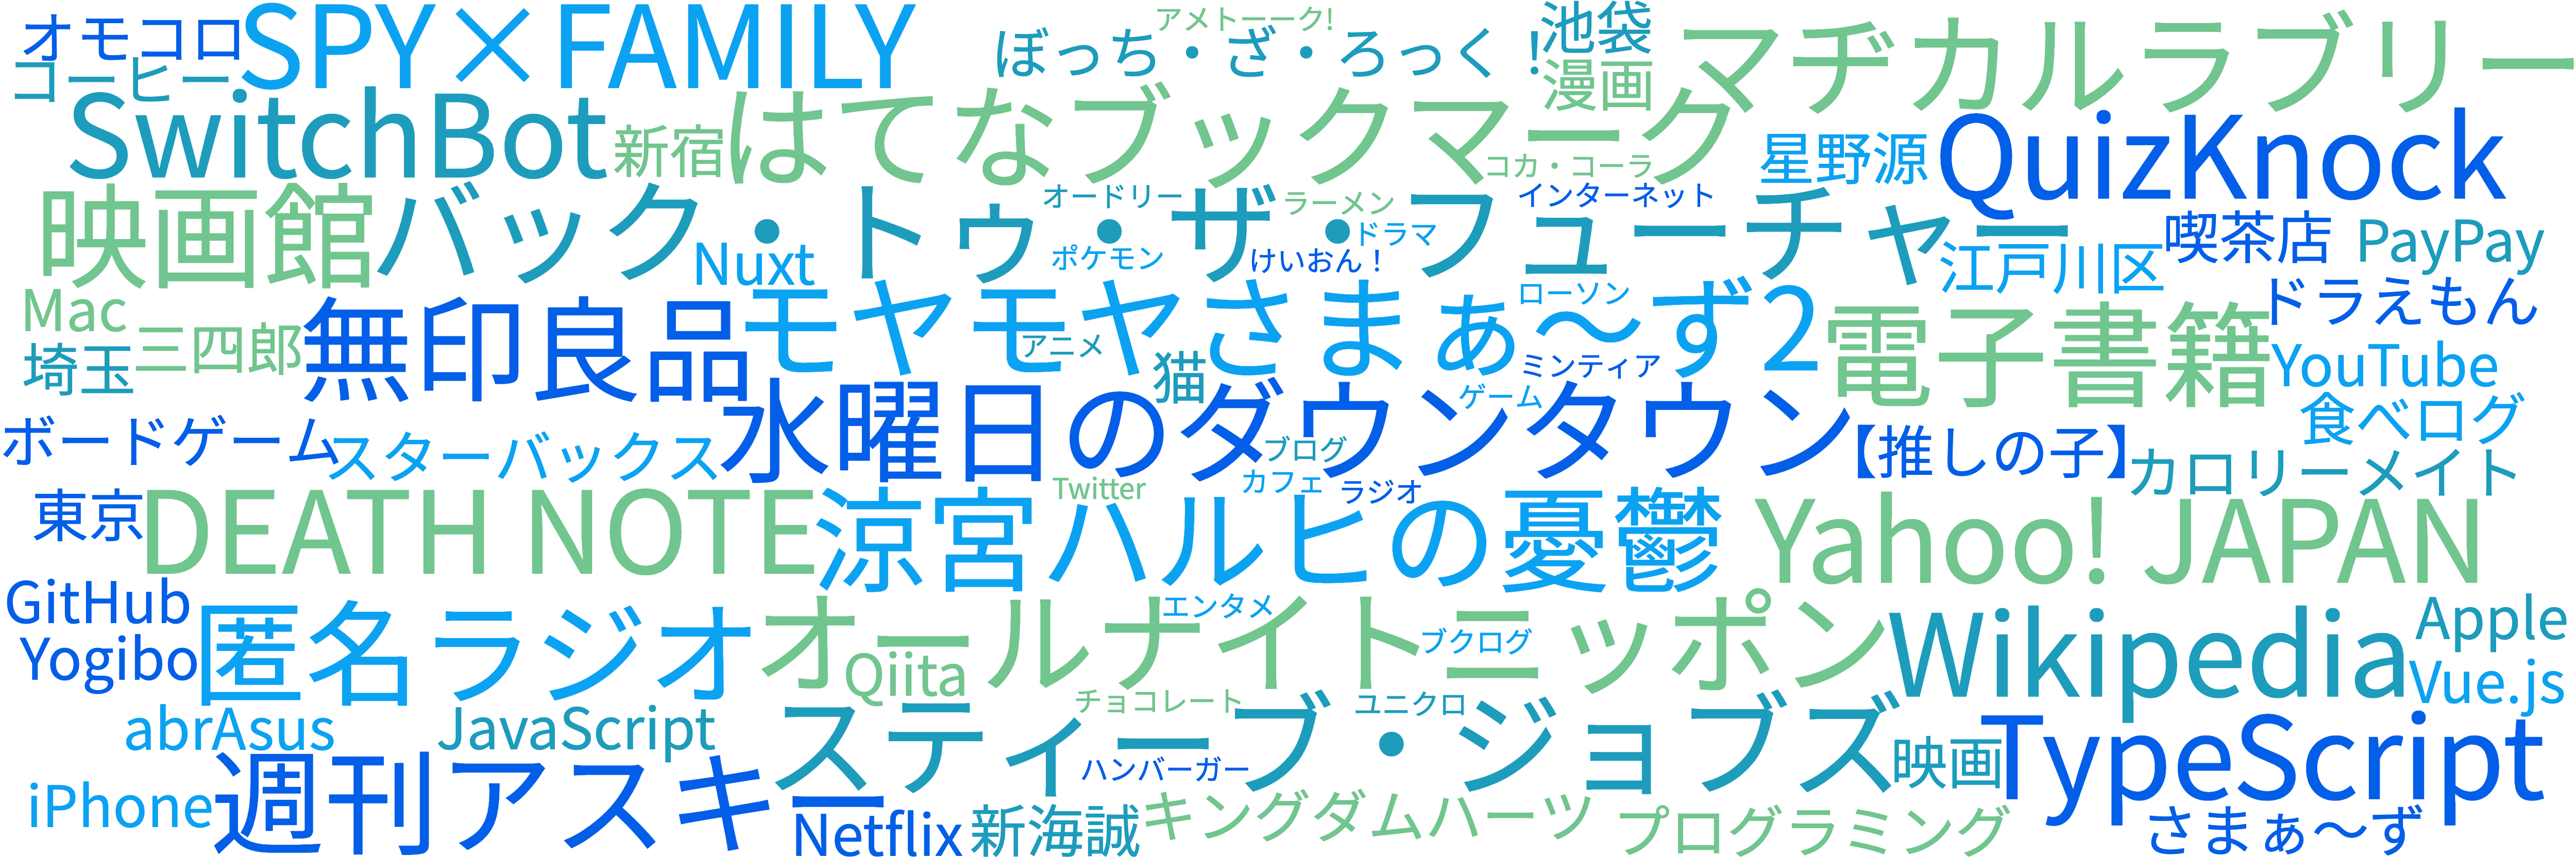 オモコロ
SPY×FAMILY
アメトーーク!
ぼっち・ざ・ろっく！
池袋
マヂカルラブリー
コーヒー
漫画
SwitchBot
新宿
はてなブックマーク
コカ・コーラ
星野源
QuizKnock
映画館
バック・トゥ・ザ・フューチャー
オードリー
ラーメン
インターネット
ドラマ
喫茶店
PayPay
Nuxt
ポケモン
けいおん！
江戸川区
Mac
三四郎
無印良品
モヤモヤさまぁ〜ず2
ローソン
電子書籍
ドラえもん
埼玉
アニメ
猫
ミンティア
YouTube
ゲーム
水曜日のダウンタウン
食べログ
ボードゲーム
スターバックス
ブログ
【推しの子】
カロリーメイト
カフェ
ラジオ
Twitter
東京
DEATH NOTE
涼宮ハルヒの憂鬱
Yahoo! JAPAN
GitHub
エンタメ
Apple
Yogibo
匿名ラジオ
オールナイトニッポン
ブクログ
Wikipedia
Vue.js
Qiita
チョコレート
ユニクロ
abrAsus
JavaScript
スティーブ・ジョブズ
映画
TypeScript
ハンバーガー
iPhone
週刊アスキー
Netflix
新海誠
キングダムハーツ
プログラミング
さまぁ〜ず